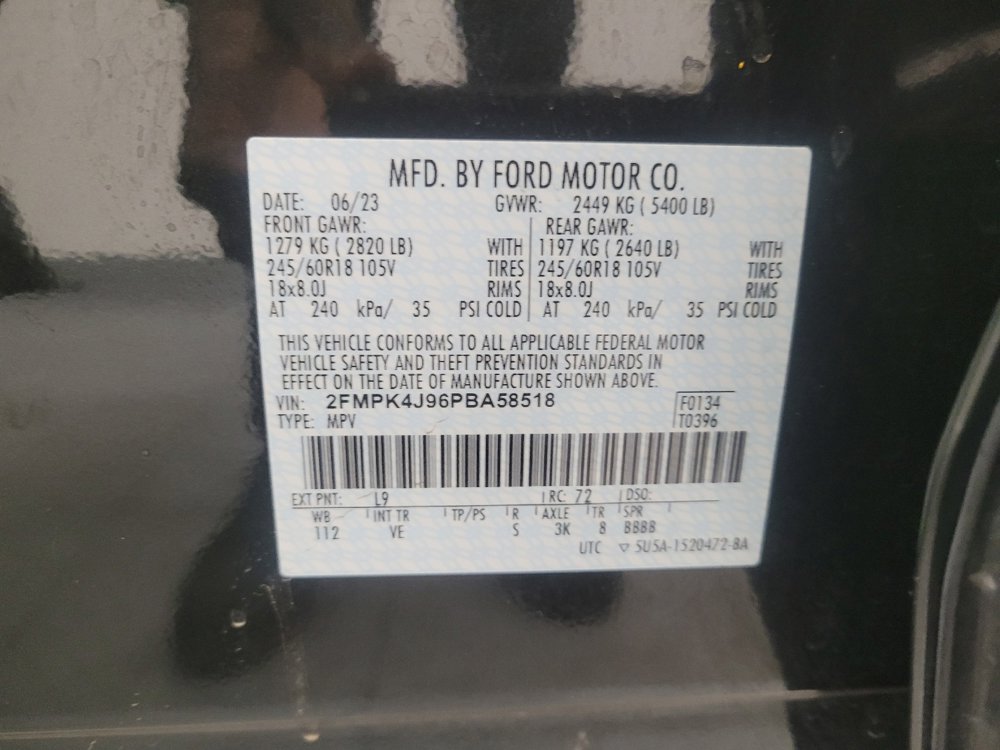 MFD. BY FORD MOTOR CO.
DATE: 06/23 GVWR: 2449 KG ( 5400 LB)
FRONT GAWR: REAR GAWR:
1279 KG ( 2820 LB) WITH 1197 KG ( 2640 LB) WITH
245/60R18 105V TIRES 245/60R18 105V TIRES
18x8.0J RIMS 18x8.0J RIMS
AT 240 kPa/ 35 PSI COLD AT 240 kPa/ 35 PSI COLD
THIS VEHICLE CONFORMS TO ALL APPLICABLE FEDERAL MOTOR
VEHICLE SAFETY AND THEFT PREVENTION STANDARDS IN
EFFECT ON THE DATE OF MANUFACTURE SHOWN ABOVE.
VIN: 2FMPK4J96PBA58518 F0134
TYPE: MPV T0396
EXT PNT: L9 RC: 72 DSO:
WB INT TR TP/PS R AXLE TR SPR
112 VE S 3K 8 BBBB
UTC ▽ 5U5A-1520472-BA